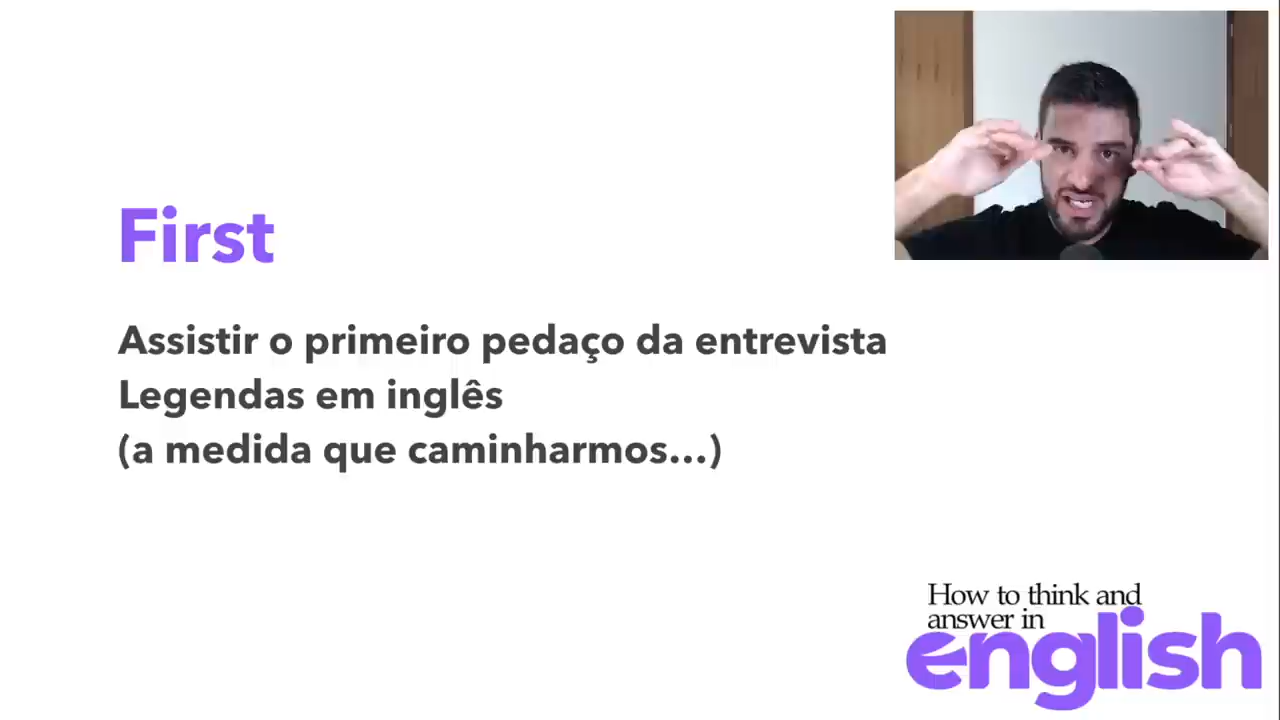 First
Assistir o primeiro pedaço da entrevista
Legendas em inglês
(a medida que caminharmos...)
How to think and
answer in
english